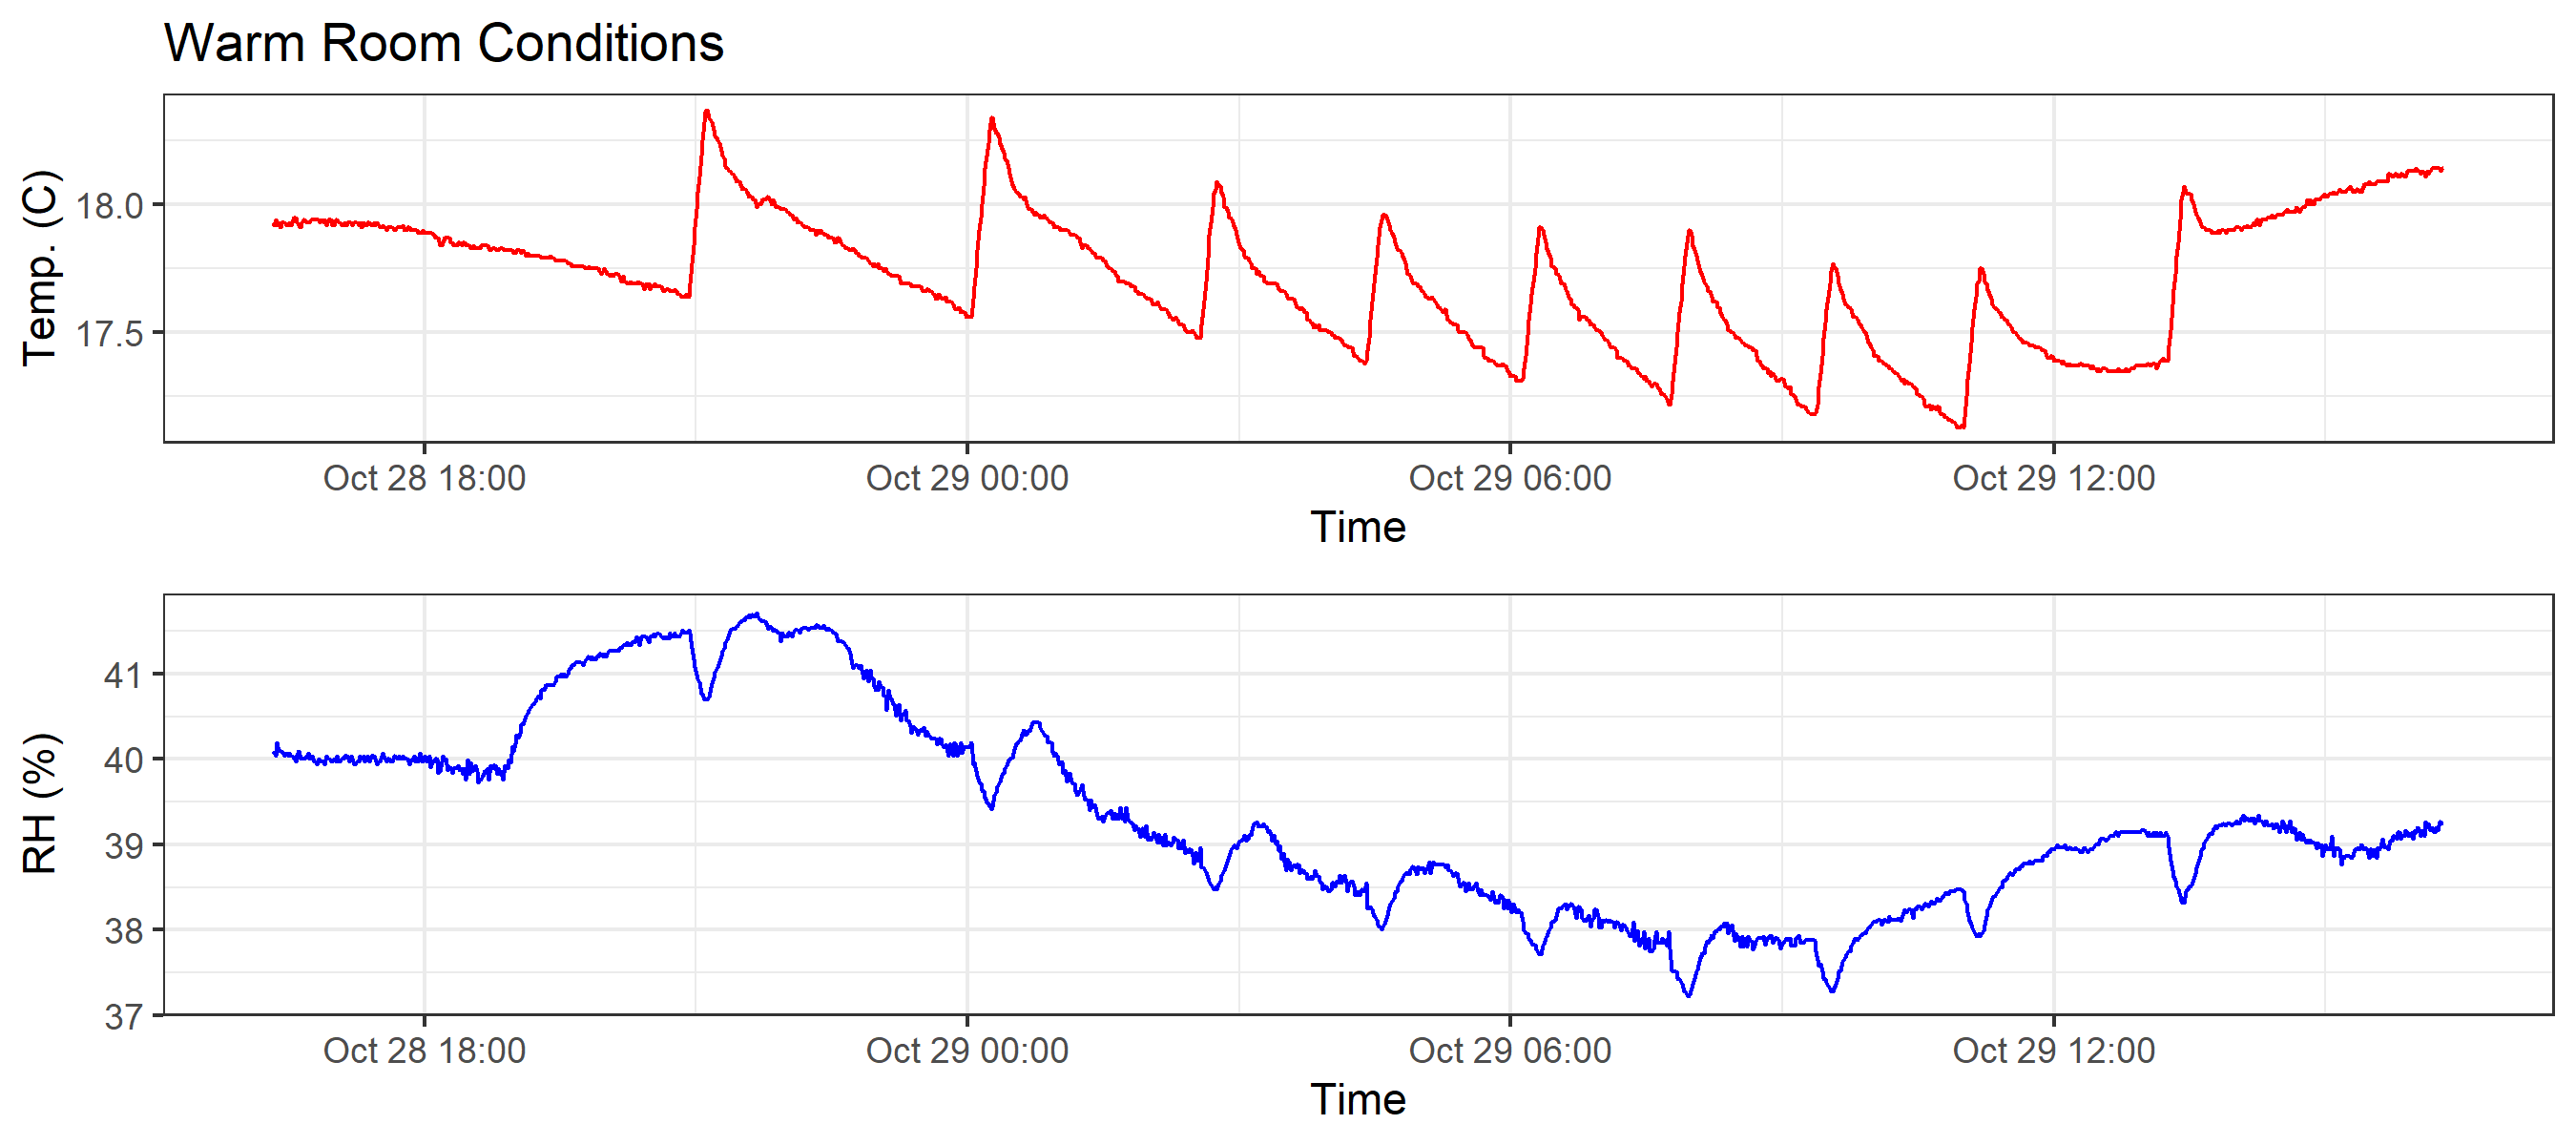 Warm Room Conditions
Temp. (C)
18.0
17.5
Oct 28 18:00 Oct 29 00:00 Oct 29 06:00 Oct 29 12:00
Time
RH (%)
41
40
39
38
37
Oct 28 18:00 Oct 29 00:00 Oct 29 06:00 Oct 29 12:00
Time